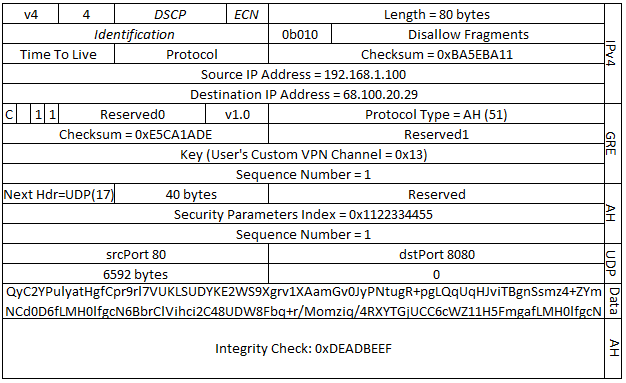 v4 4 DSCP ECN Length = 80 bytes
Identification 0b010 Disallow Fragments
Time To Live Protocol Checksum = 0xBA5EBA11
Source IP Address = 192.168.1.100
Destination IP Address = 68.100.20.29
IPv4
C 1 1 Reserved0 v1.0 Protocol Type = AH (51)
Checksum = 0xE5CA1ADE Reserved1
Key (User's Custom VPN Channel = 0x13)
Sequence Number = 1
GRE
Next Hdr=UDP(17) 40 bytes Reserved
Security Parameters Index = 0x1122334455
Sequence Number = 1
AH
srcPort 80 dstPort 8080
6592 bytes 0
UDP
QyC2YPulyatHgfCpr9rl7VUKLSUDYKE2WS9Xgrv1XAamGv0JyPNtugR+pgLQqUqHJviTBgnSsmz4+ZYm
NCd0D6fLMH0lfgcN6BbrClVihci2C48UDW8Fbq+r/Momziq/4RXYTGjUCC6cWZ11H5FmgafLMH0lfgcN
Data
Integrity Check: 0xDEADBEEF
AH